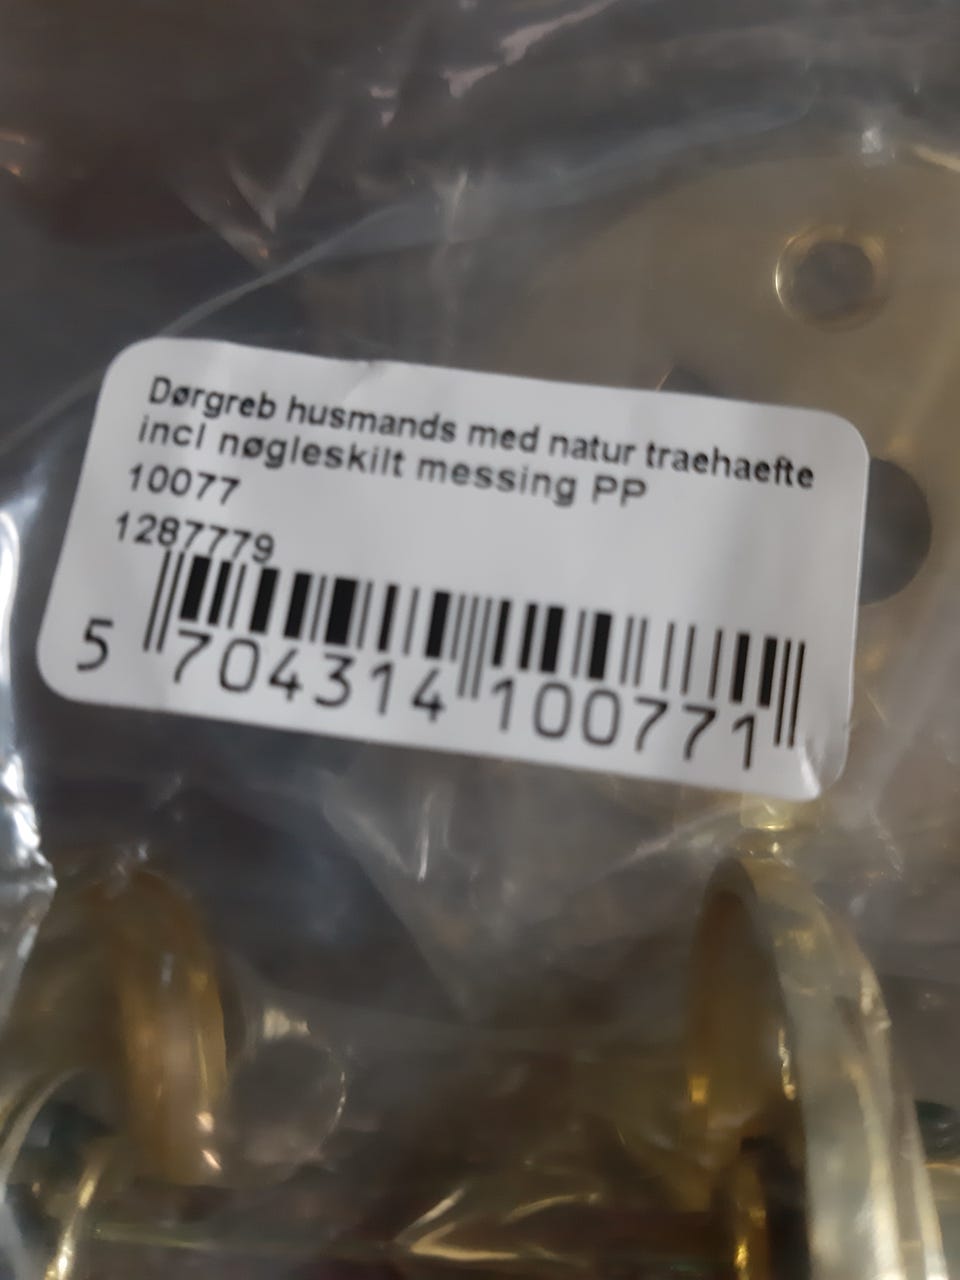 Dørgreb husmands med natur traehaefte
incl nøgleskilt messing PP
10077
1287779
5 704314 100771